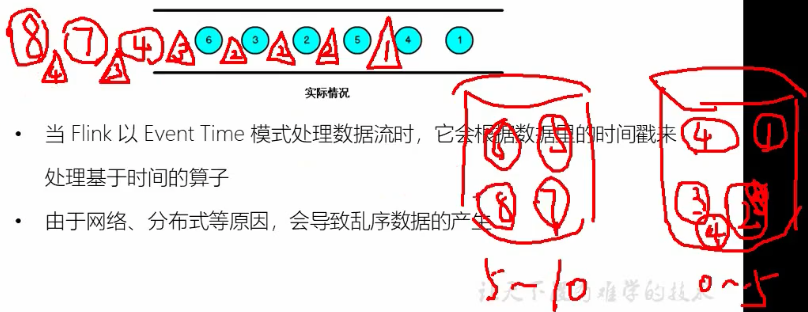 8 7 4 3 6 2 3 2 2 2 5 1 4 1
4 3
实际情况
• 当 Flink 以 Event Time 模式处理数据流时,它会根据数据里的时间戳来
处理基于时间的算子
• 由于网络、分布式等原因,会导致乱序数据的产生
6 5 4 1
8 7 3 2
4
5~10 0~5
让天下没有难学的技术